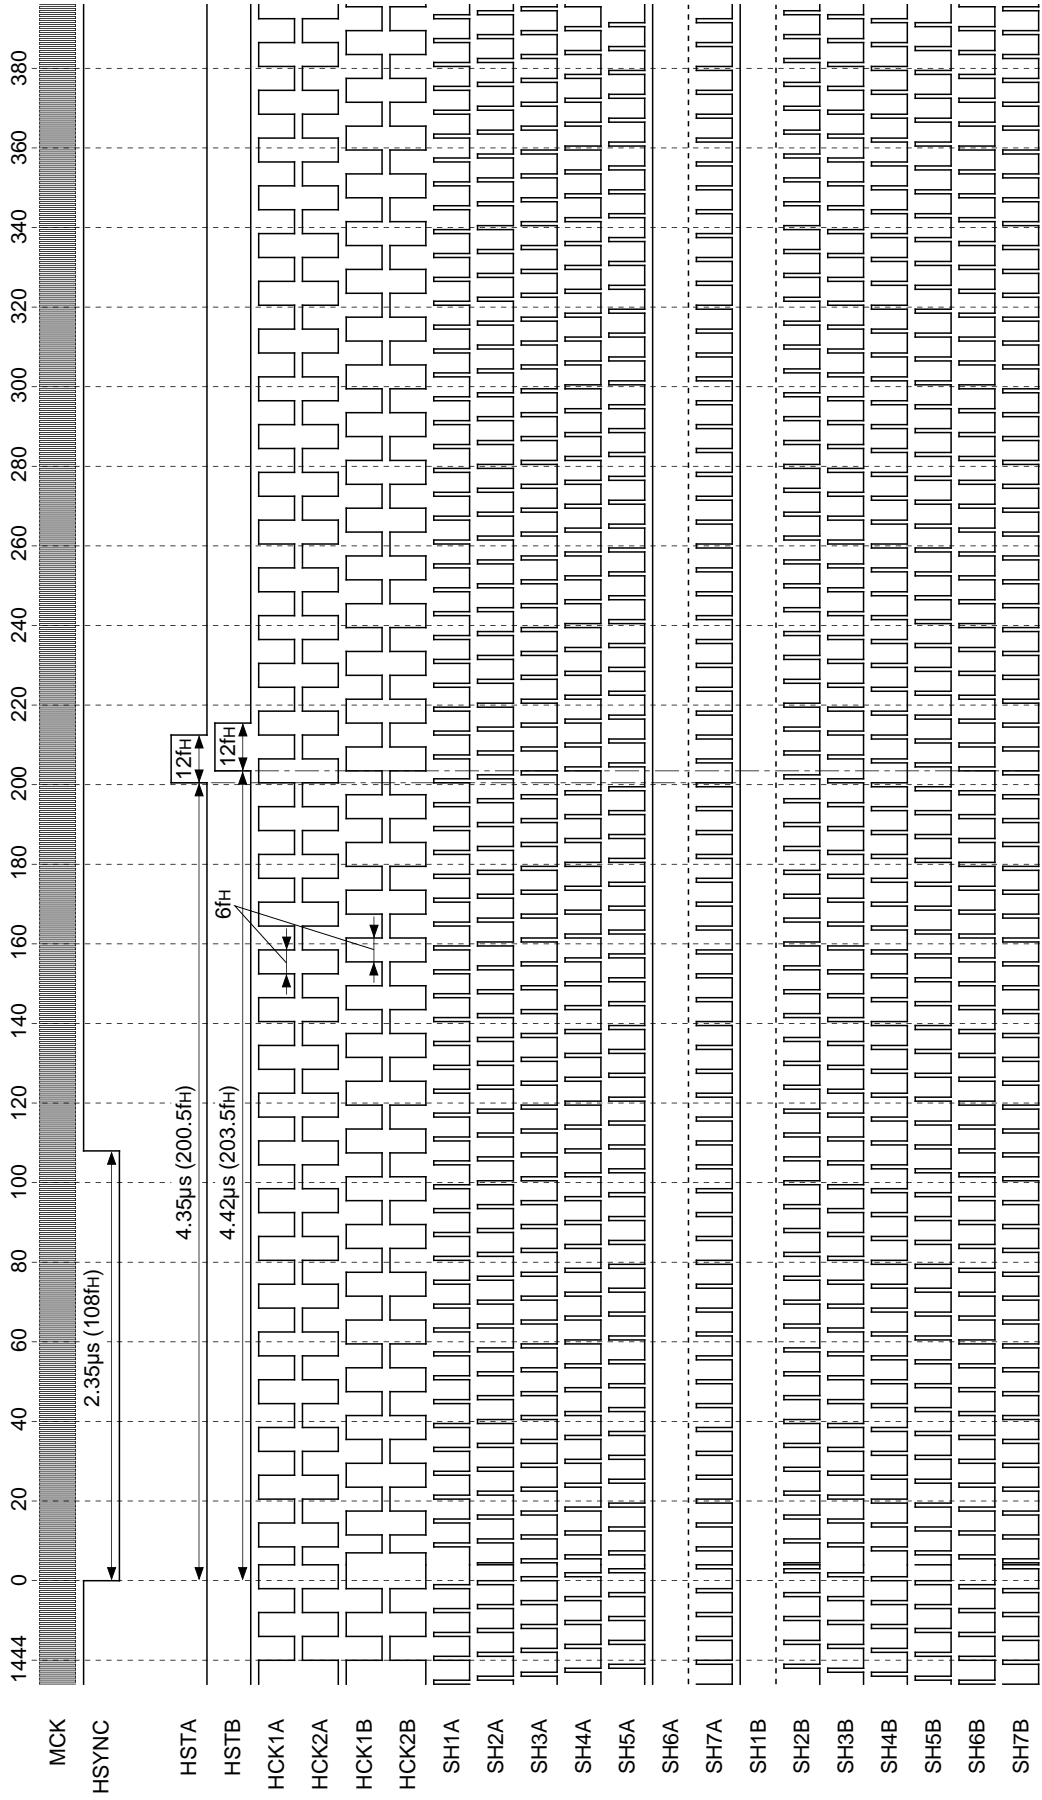 MCK
HSYNC
HSTA
HSTB
HCK1A
HCK2A
HCK1B
HCK2B
SH1A
SH2A
SH3A
SH4A
SH5A
SH6A
SH7A
SH1B
SH2B
SH3B
SH4B
SH5B
SH6B
SH7B
1444
0
20
40
60
80
100
120
140
160
180
200
220
240
260
280
300
320
340
360
380
2.35µs (108fH)
4.35µs (200.5fH)
12fH
4.42µs (203.5fH)
12fH
6fH